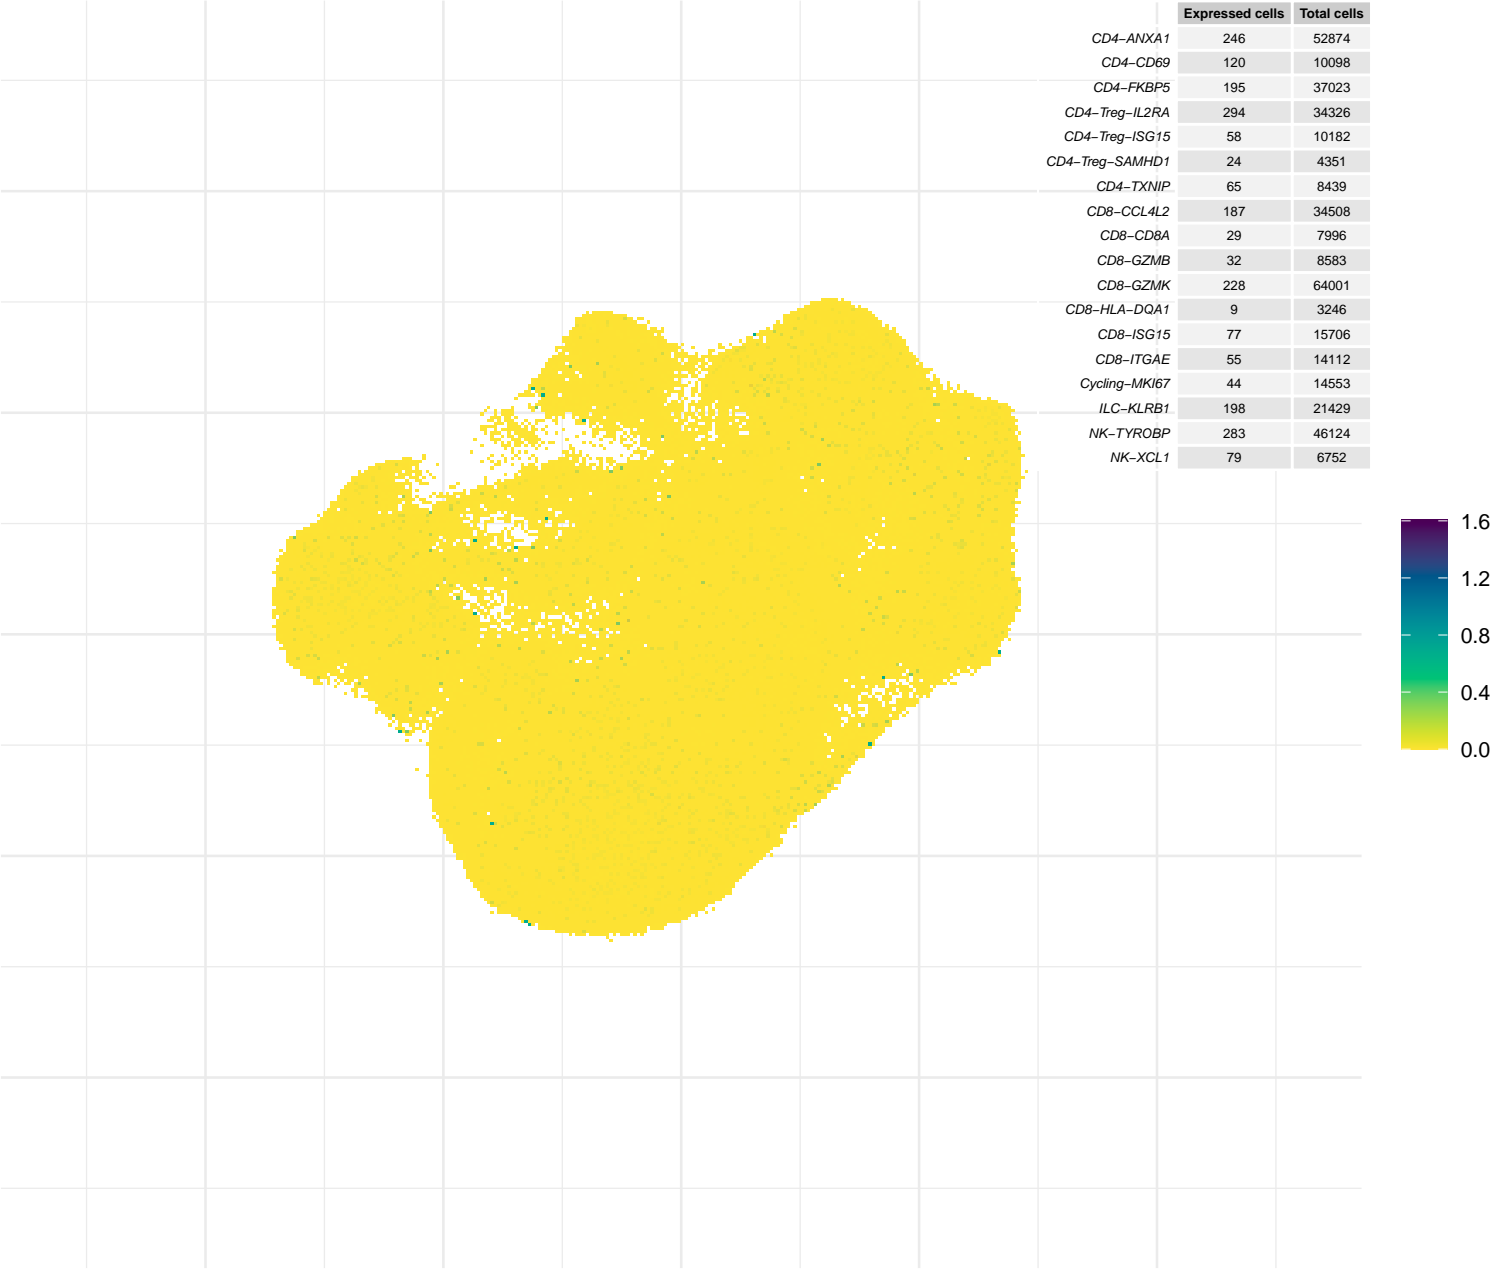 Expressed cells Total cells
CD4−ANXA1 246 52874
CD4−CD69 120 10098
CD4−FKBP5 195 37023
CD4−Treg−IL2RA 294 34326
CD4−Treg−ISG15 58 10182
CD4−Treg−SAMHD1 24 4351
CD4−TXNIP 65 8439
CD8−CCL4L2 187 34508
CD8−CD8A 29 7996
CD8−GZMB 32 8583
CD8−GZMK 228 64001
CD8−HLA−DQA1 9 3246
CD8−ISG15 77 15706
CD8−ITGAE 55 14112
Cycling−MKI67 44 14553
ILC−KLRB1 198 21429
NK−TYROBP 283 46124
NK−XCL1 79 6752
1.6
1.2
0.8
0.4
0.0